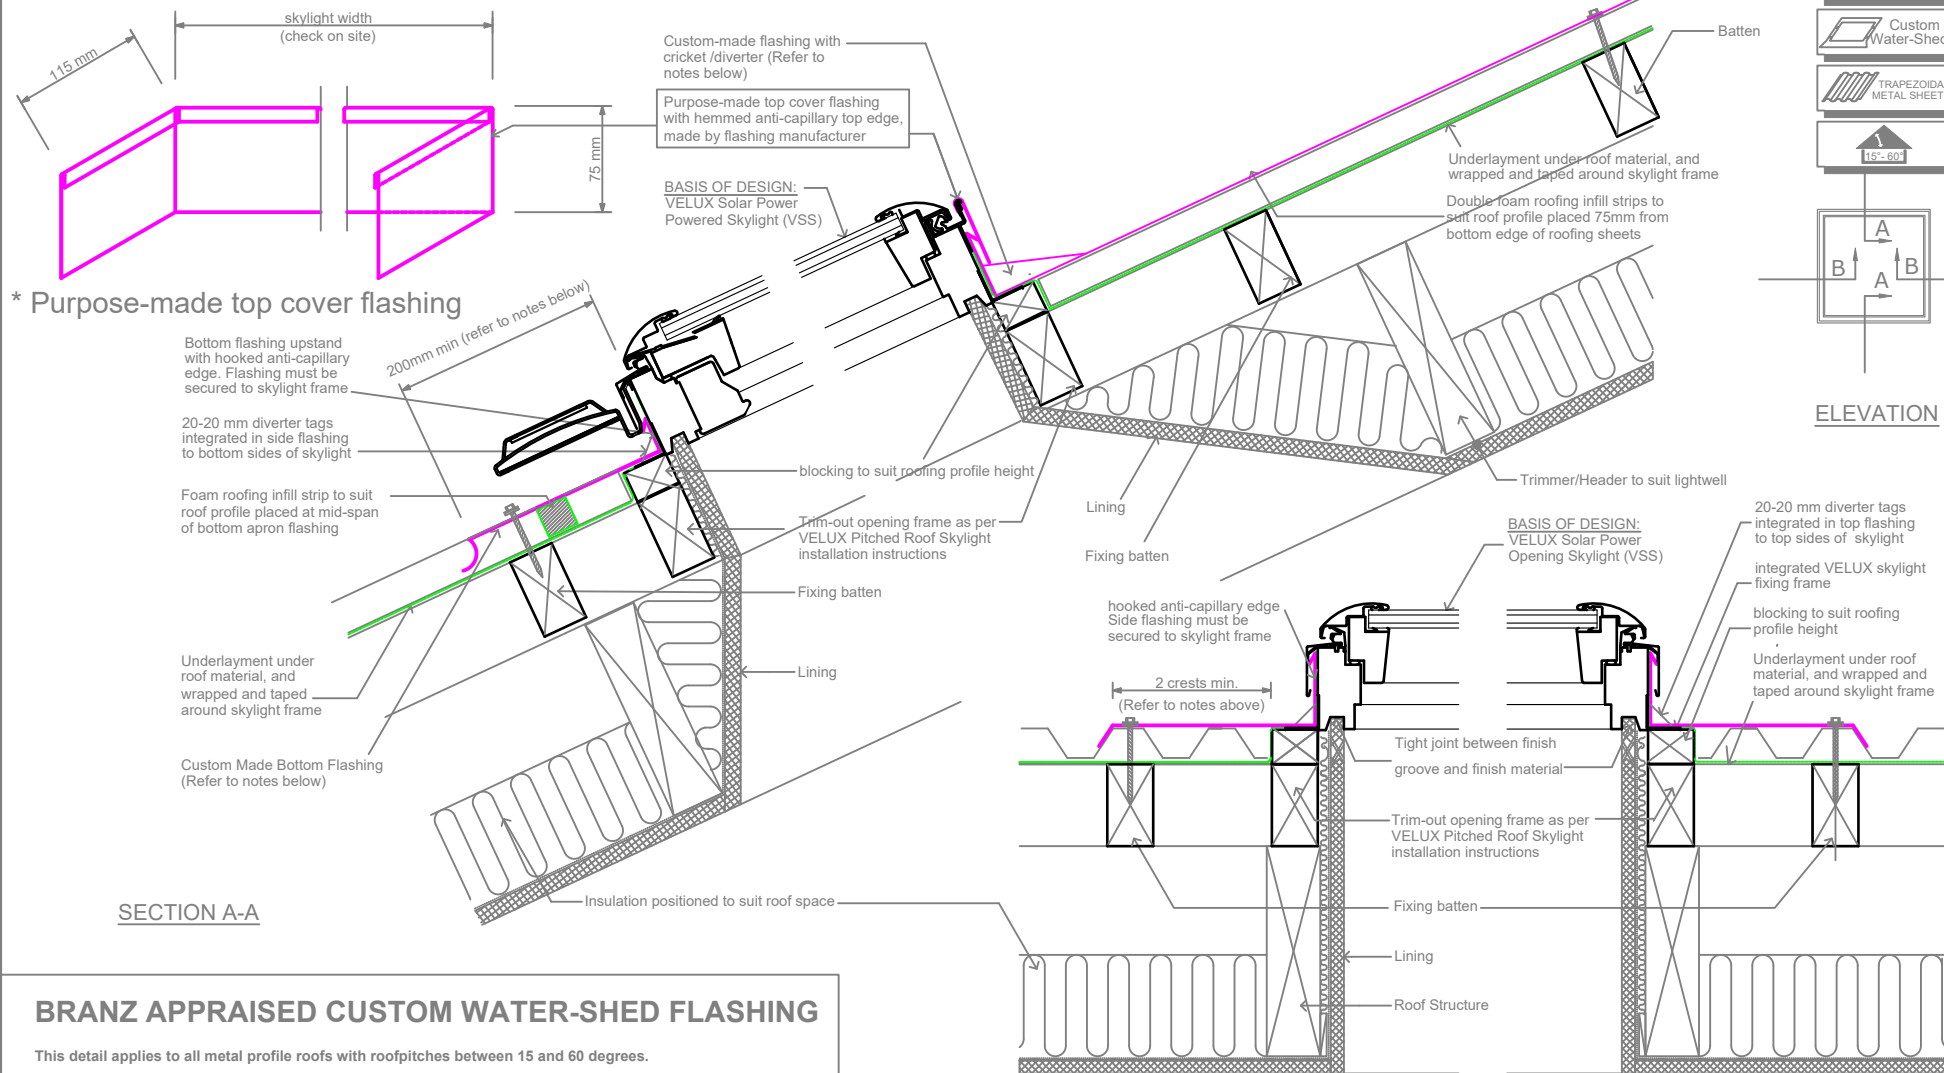 skylight width
(check on site)
115 mm
75 mm
* Purpose-made top cover flashing
Custom-made flashing with
cricket /diverter (Refer to
notes below)
Purpose-made top cover flashing
with hemmed anti-capillary top edge,
made by flashing manufacturer
BASIS OF DESIGN:
VELUX Solar Power
Powered Skylight (VSS)
Batten
Underlayment under roof material, and
wrapped and taped around skylight frame
Double foam roofing infill strips to
suit roof profile placed 75mm from
bottom edge of roofing sheets
Custom
Water-Shed
TRAPEZOIDA
METAL SHEET
15°- 60°
A
B
B
A
ELEVATION
200mm min (refer to notes below)
Bottom flashing upstand
with hooked anti-capillary
edge. Flashing must be
secured to skylight frame
20-20 mm diverter tags
integrated in side flashing
to bottom sides of skylight
Foam roofing infill strip to suit
roof profile placed at mid-span
of bottom apron flashing
Underlayment under
roof material, and
wrapped and taped
around skylight frame
Custom Made Bottom Flashing
(Refer to notes below)
blocking to suit roofing profile height
Trim-out opening frame as per
VELUX Pitched Roof Skylight
installation instructions
Fixing batten
Lining
Lining
Fixing batten
Trimmer/Header to suit lightwell
Insulation positioned to suit roof space
SECTION A-A
BASIS OF DESIGN:
VELUX Solar Power
Opening Skylight (VSS)
20-20 mm diverter tags
integrated in top flashing
to top sides of skylight
integrated VELUX skylight
fixing frame
blocking to suit roofing
profile height
Underlayment under roof
material, and wrapped and
taped around skylight frame
hooked anti-capillary edge
Side flashing must be
secured to skylight frame
2 crests min.
(Refer to notes above)
Tight joint between finish
groove and finish material
Trim-out opening frame as per
VELUX Pitched Roof Skylight
installation instructions
Fixing batten
Lining
Roof Structure
BRANZ APPRAISED CUSTOM WATER-SHED FLASHING
This detail applies to all metal profile roofs with roofpitches between 15 and 60 degrees.